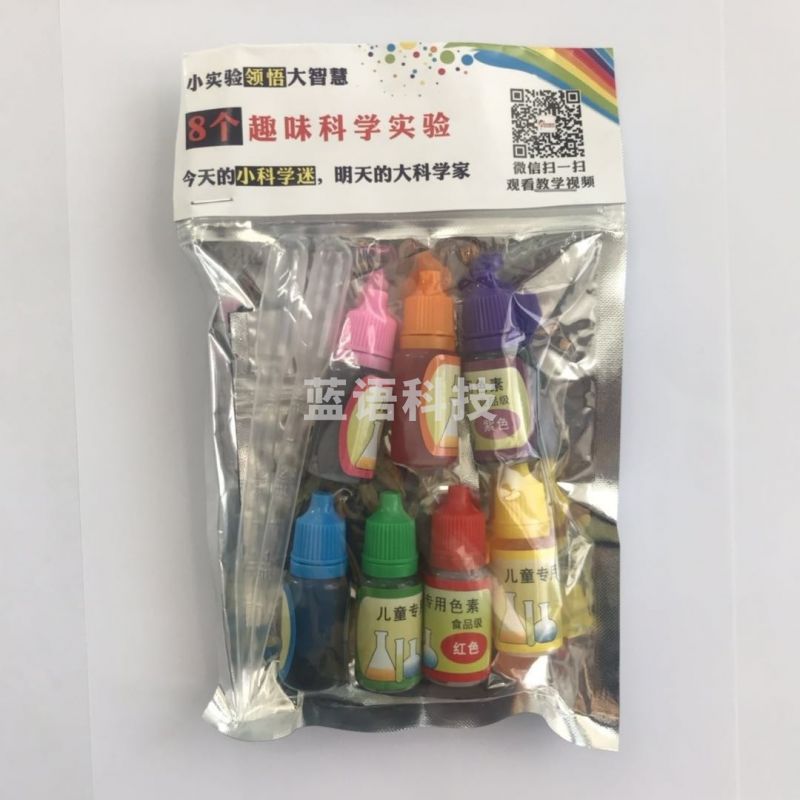 小实验领悟大智慧
8个趣味科学实验
今天的小科学迷，明天的大科学家
微信扫一扫
观看教学视频
蓝语科技
素
食品级
紫色
儿童专
专用色素
食品级
红色
儿童专用